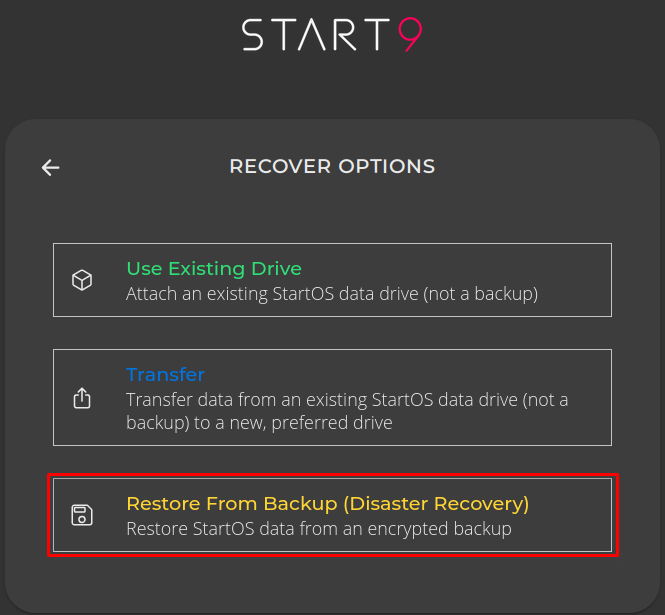 START9
RECOVER OPTIONS
Use Existing Drive
Attach an existing StartOS data drive (not a backup)
Transfer
Transfer data from an existing StartOS data drive (not a
backup) to a new, preferred drive
Restore From Backup (Disaster Recovery)
Restore StartOS data from an encrypted backup